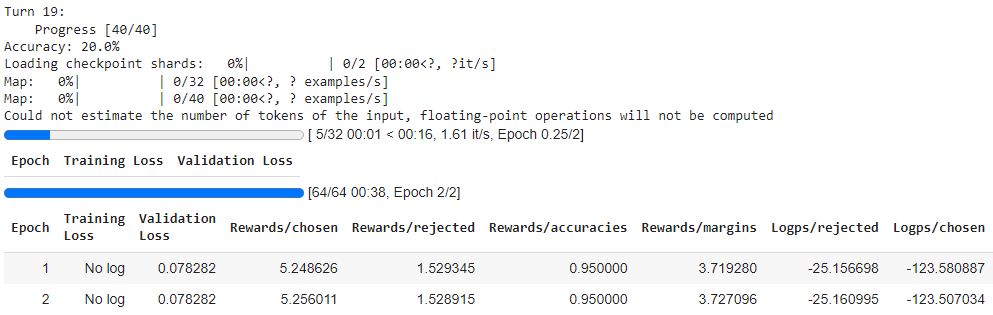 Turn 19:
Progress [40/40]
Accuracy: 20.0%
Loading checkpoint shards:   0%|          | 0/2 [00:00<?, ?it/s]
Map:   0%|          | 0/32 [00:00<?, ? examples/s]
Map:   0%|          | 0/40 [00:00<?, ? examples/s]
Could not estimate the number of tokens of the input, floating-point operations will not be computed
[ 5/32 00:01 < 00:16, 1.61 it/s, Epoch 0.25/2]
Epoch Training Loss Validation Loss
[64/64 00:38, Epoch 2/2]
Epoch Training Loss Validation Loss Rewards/chosen Rewards/rejected Rewards/accuracies Rewards/margins Logps/rejected Logps/chosen
1 No log 0.078282 5.248626 1.529345 0.950000 3.719280 -25.156698 -123.580887
2 No log 0.078282 5.256011 1.528915 0.950000 3.727096 -25.160995 -123.507034